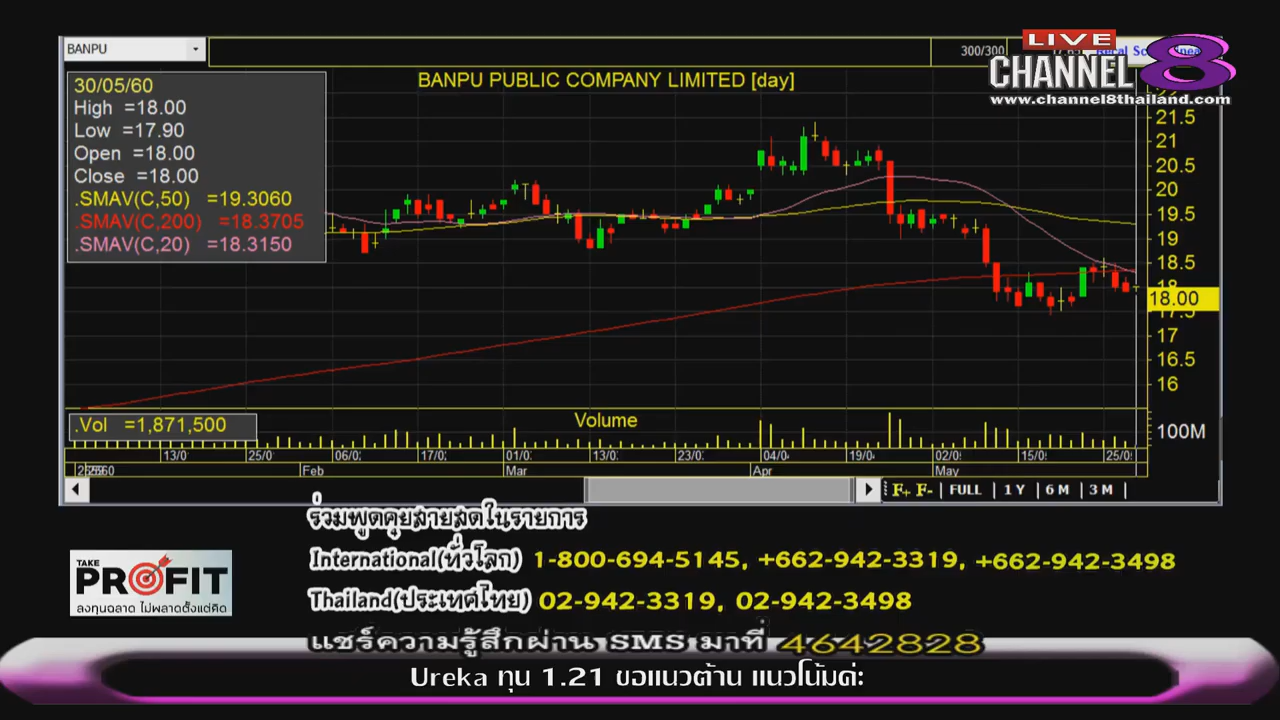 BANPU
300/300
LIVE
CHANNEL 8
www.channel8thailand.com
BANPU PUBLIC COMPANY LIMITED [day]
30/05/60
High =18.00
Low =17.90
Open =18.00
Close =18.00
.SMAV(C,50) =19.3060
.SMAV(C,200) =18.3705
.SMAV(C,20) =18.3150
21.5
21
20.5
20
19.5
19
18.5
18
18.00
17.5
17
16.5
16
.Vol =1,871,500
Volume
100M
13/0 25/0 06/0 17/0 01/0 13/0 23/0 04/0 19/0 02/0 15/0 25/0
Feb Mar Apr May
F+ F- FULL 1 Y 6 M 3 M
ร่วมพูดคุยสายสดในรายการ
International(ทั่วโลก) 1-800-694-5145, +662-942-3319, +662-942-3498
TAKE PROFIT
ลงทุนฉลาด ไม่พลาดตั้งแต่คิด
Thailand(ประเทศไทย) 02-942-3319, 02-942-3498
แชร์ความรู้สึกผ่าน SMS มาที่ 4642828
Ureka ทุน 1.21 ขอแนวต้าน แนวโน้มค่ะ